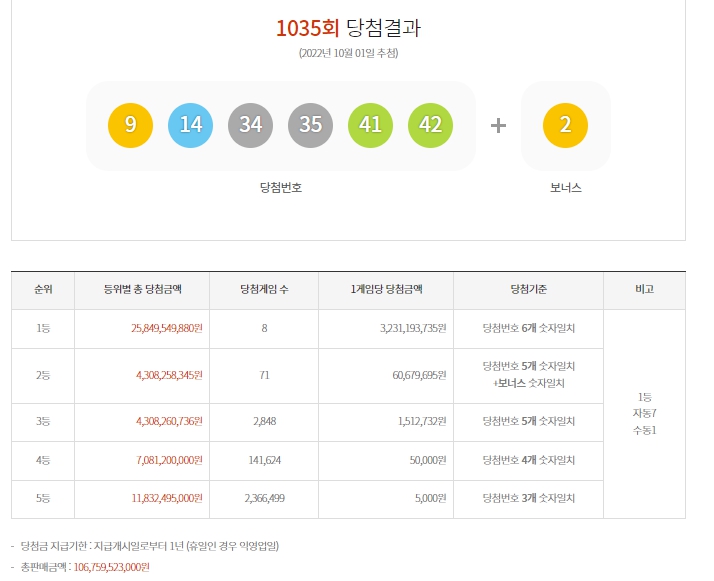 1035회 당첨결과
(2022년 10월 01일 추첨)
9 14 34 35 41 42 + 2
당첨번호 보너스
순위 등위별 총 당첨금액 당첨게임 수 1게임당 당첨금액 당첨기준 비고
1등 25,849,549,880원 8 3,231,193,735원 당첨번호 6개 숫자일치
2등 4,308,258,345원 71 60,679,695원 당첨번호 5개 숫자일치
+보너스 숫자일치
3등 4,308,260,736원 2,848 1,512,732원 당첨번호 5개 숫자일치
4등 7,081,200,000원 141,624 50,000원 당첨번호 4개 숫자일치
5등 11,832,495,000원 2,366,499 5,000원 당첨번호 3개 숫자일치
1등
자동7
수동1
- 당첨금 지급기한 : 지급개시일로부터 1년 (휴일인 경우 익영업일)
- 총판매금액 : 106,759,523,000원